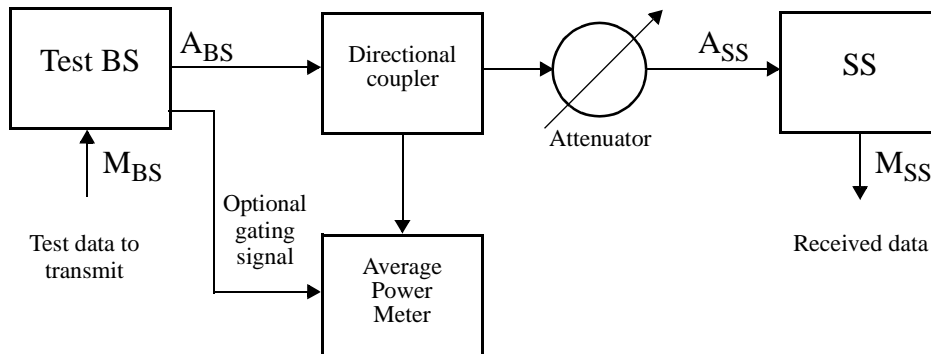 Test BS
A_BS
Directional
coupler
A_SS
SS
Attenuator
M_BS
M_SS
Test data to
transmit
Optional
gating
signal
Average
Power
Meter
Received data